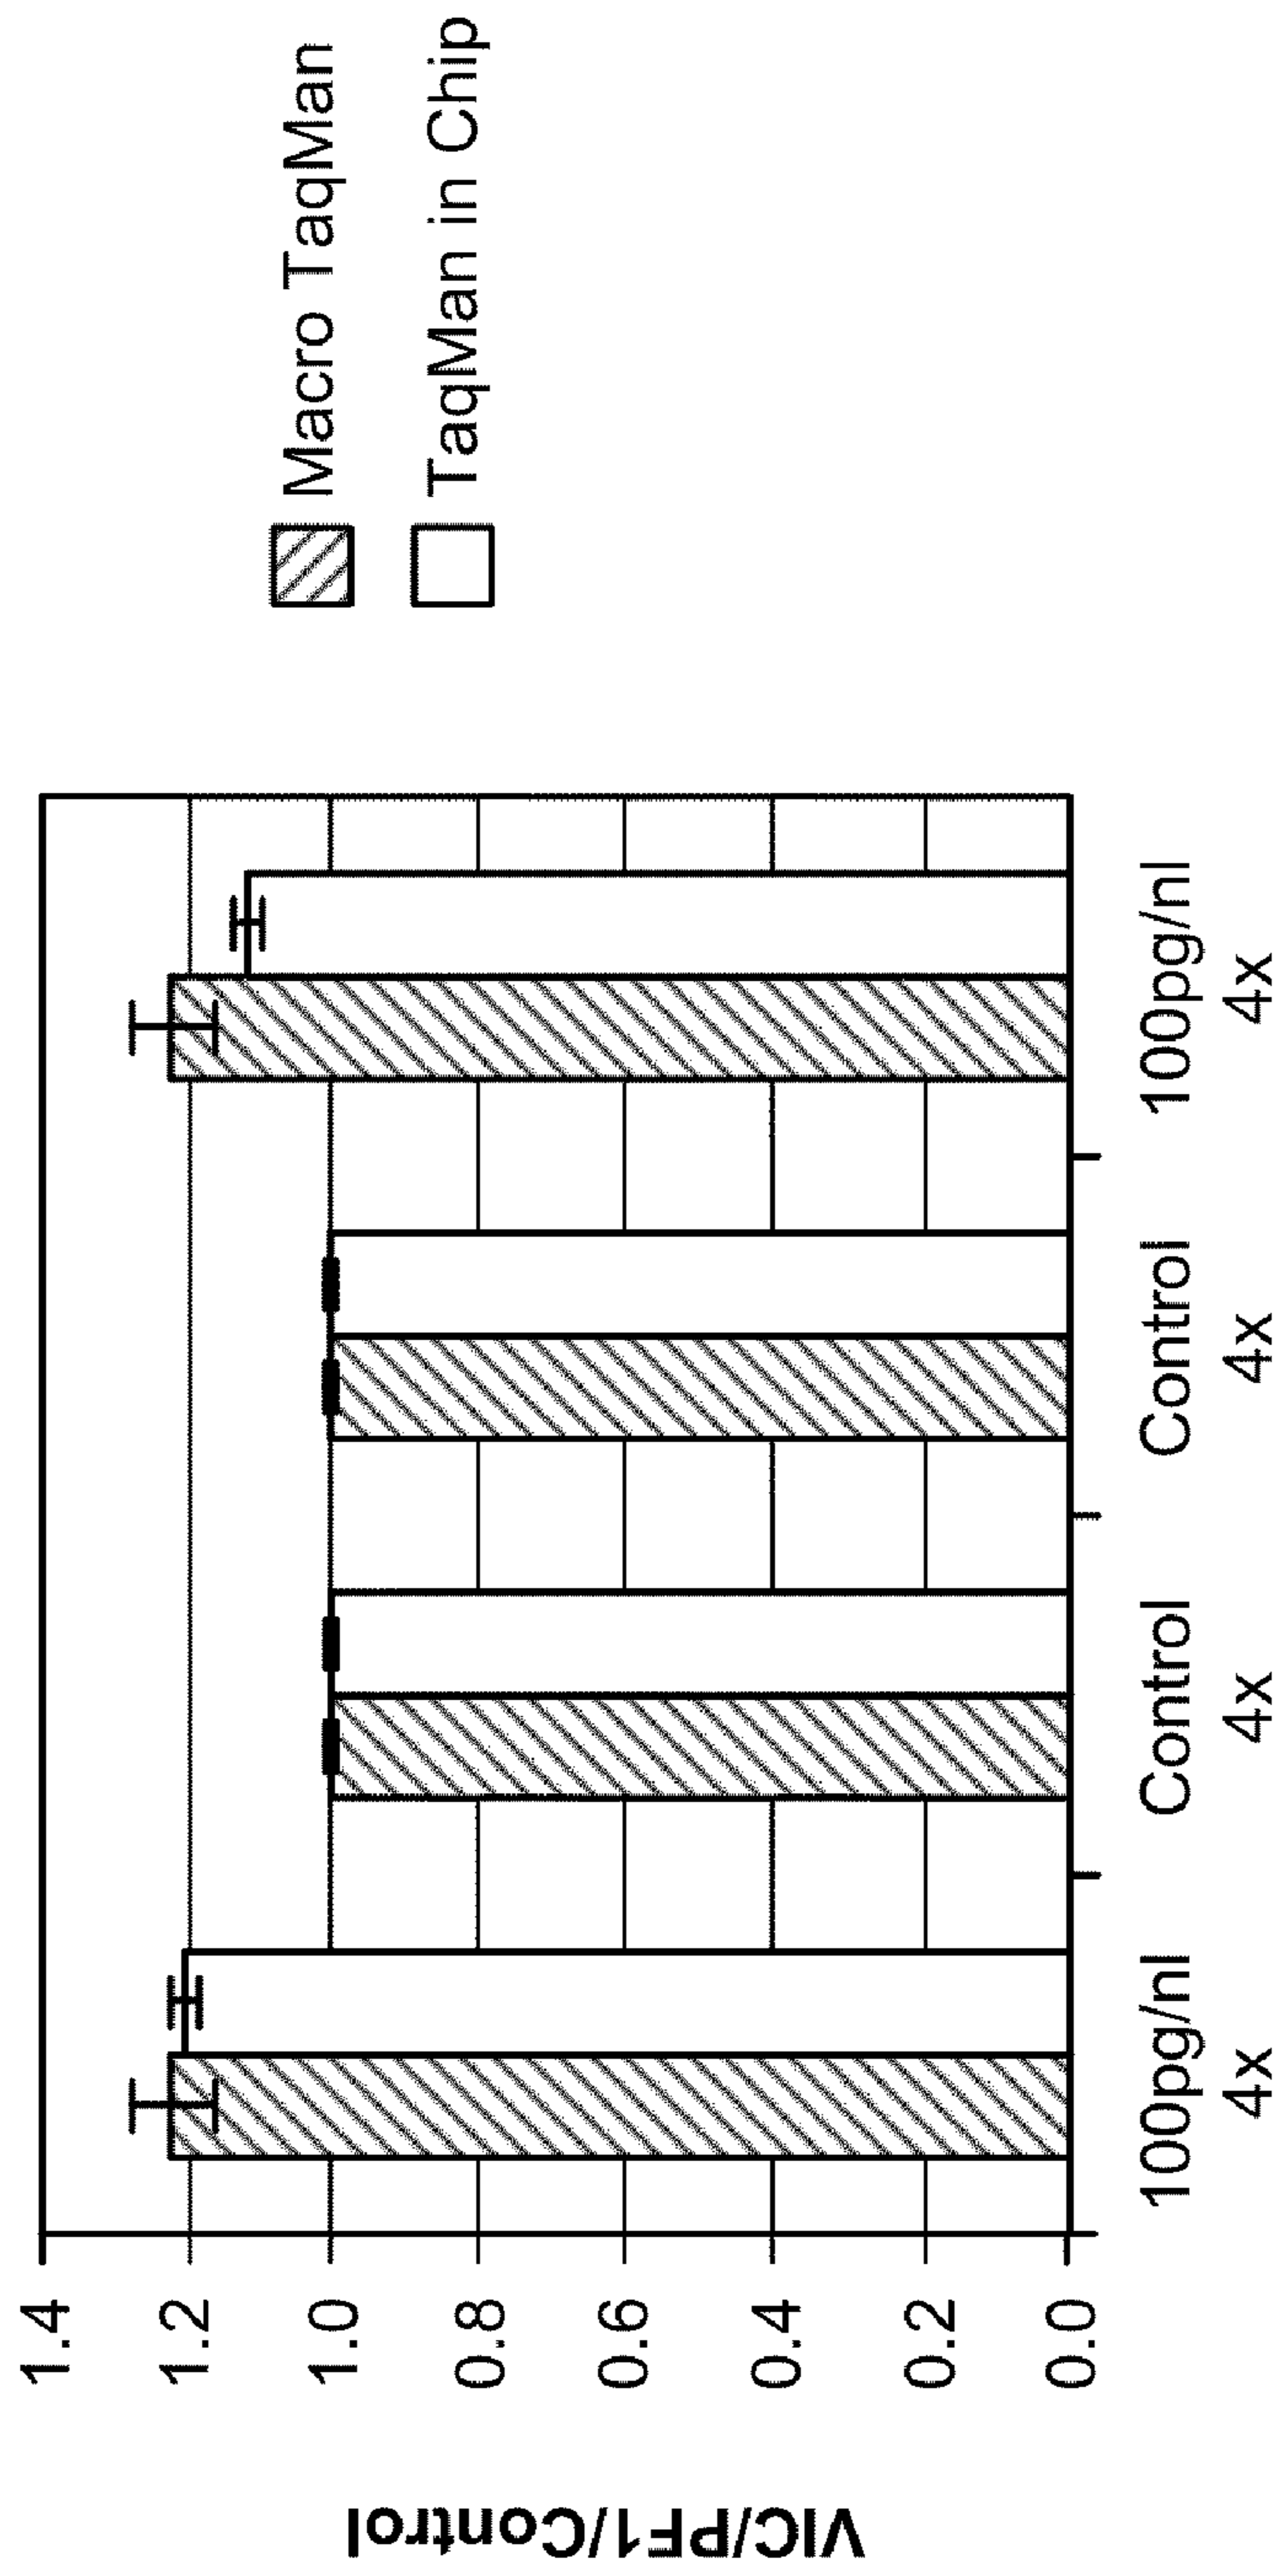 VIC/PF1/Control
1.4
1.2
1.0
0.8
0.6
0.4
0.2
0.0
100pg/nl
4x
Control
4x
Control
4x
100pg/nl
4x
Macro TaqMan
TaqMan in Chip